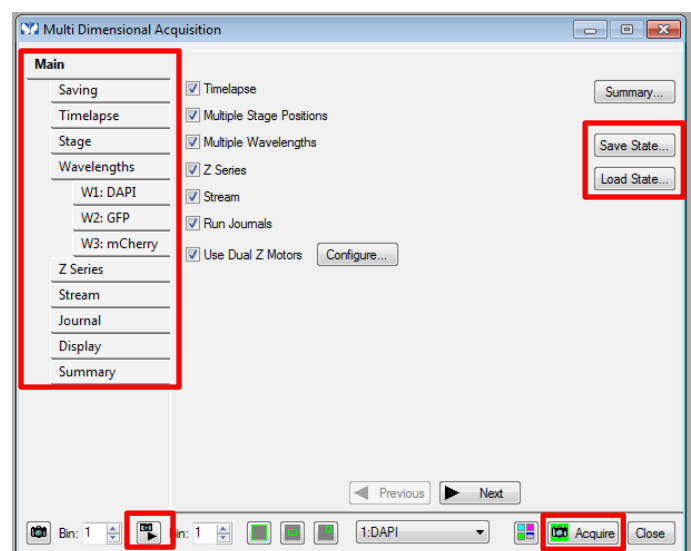 Multi Dimensional Acquisition
Main
Saving
Timelapse
Stage
Wavelengths
W1: DAPI
W2: GFP
W3: mCherry
Z Series
Stream
Journal
Display
Summary
Timelapse
Multiple Stage Positions
Multiple Wavelengths
Z Series
Stream
Run Journals
Use Dual Z Motors Configure...
Summary...
Save State...
Load State...
Previous Next
Bin: 1 in: 1 1:DAPI Acquire Close